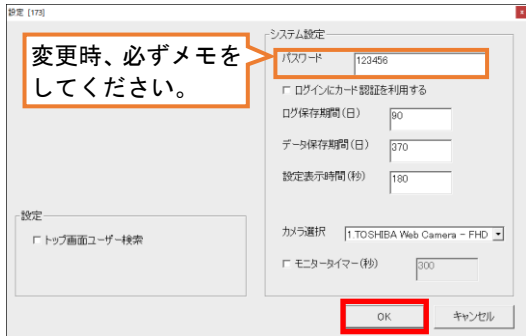 設定 [173]
x
変更時、必ずメモを
してください。
システム設定
パスワード 123456
ログインにカード認証を利用する
ログ保存期間(日) 90
データ保存期間(日) 370
設定表示時間(秒) 180
カメラ選択 1.TOSHIBA Web Camera - FHD
モニタータイマー(秒) 300
設定
トップ画面ユーザー検索
OK キャンセル